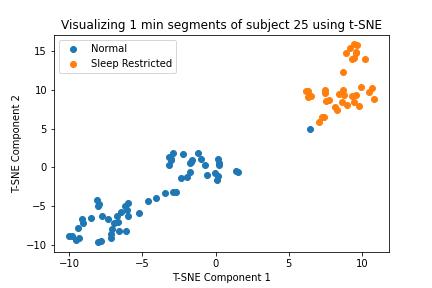 Visualizing 1 min segments of subject 25 using t-SNE
Normal
Sleep Restricted
15
10
5
0
−5
−10
T-SNE Component 2
−10 −5 0 5 10
T-SNE Component 1